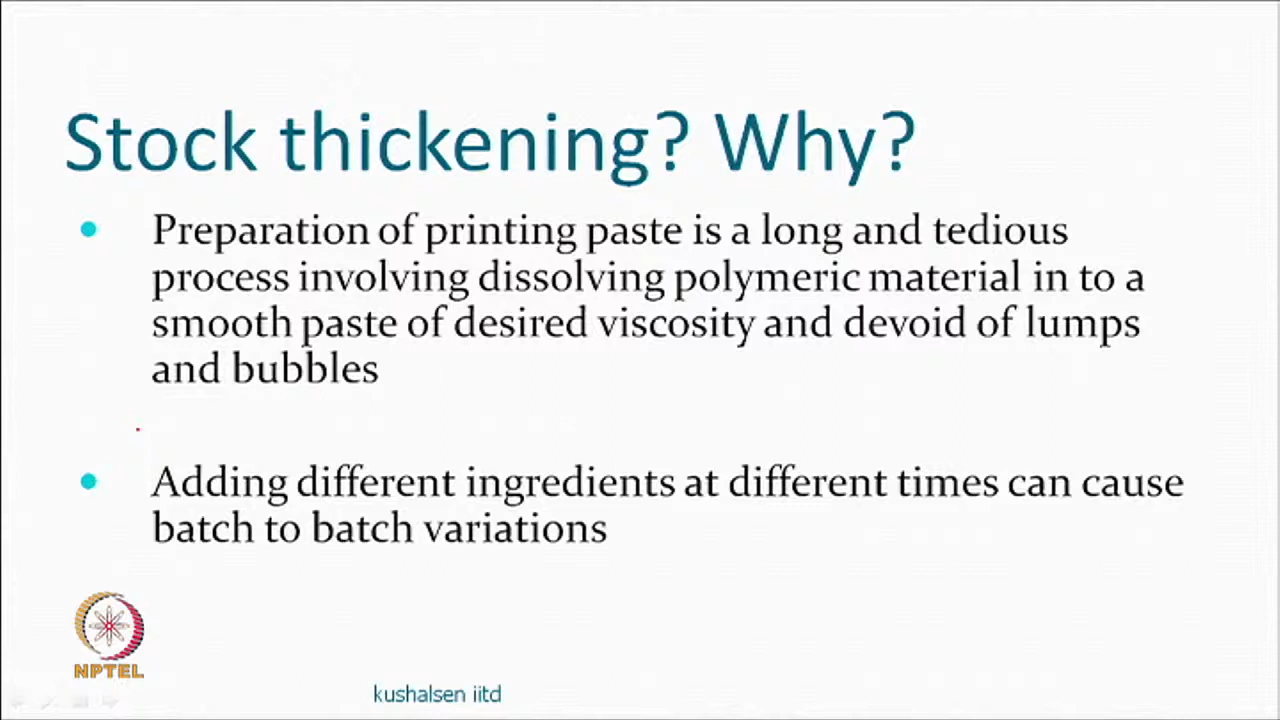 Stock thickening? Why?
Preparation of printing paste is a long and tedious
process involving dissolving polymeric material in to a
smooth paste of desired viscosity and devoid of lumps
and bubbles
Adding different ingredients at different times can cause
batch to batch variations
NPTEL
kushalsen iitd